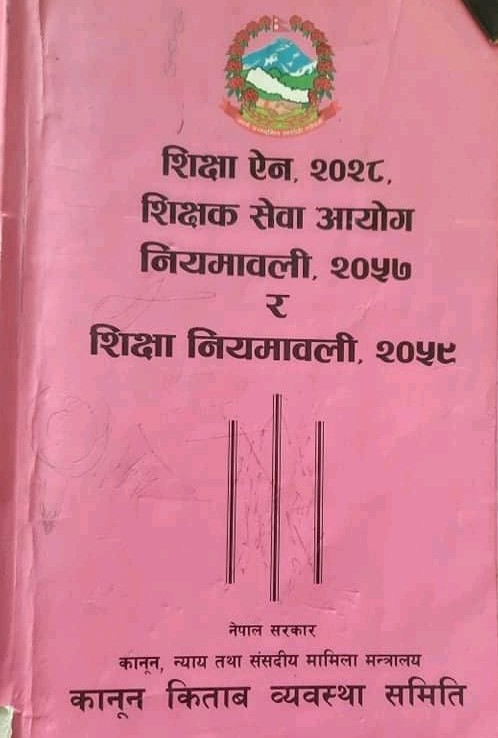 शिक्षा ऐन, २०२८,
शिक्षक सेवा आयोग
नियमावली, २०५७
र
शिक्षा नियमावली, २०५९
नेपाल सरकार
कानून, न्याय तथा संसदीय मामिला मन्त्रालय
कानून किताब व्यवस्था समिति